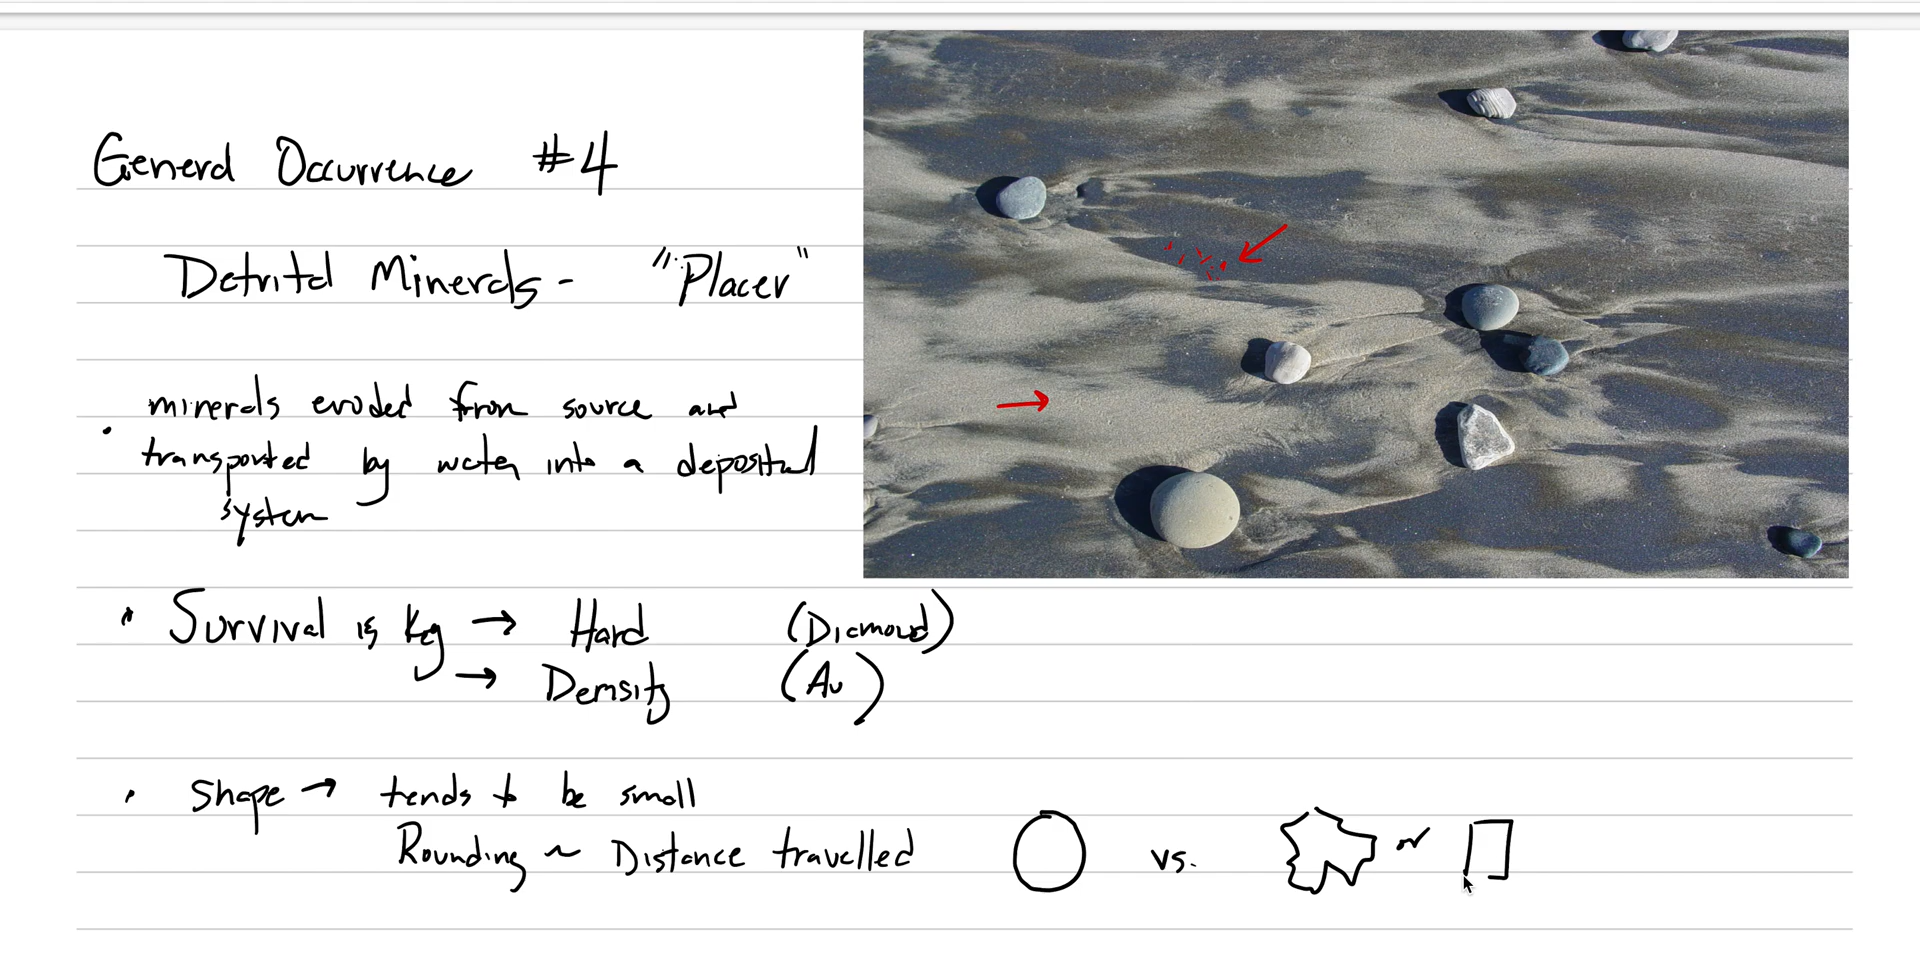 General Occurrence #4
Detrital Minerals - "Placer"
minerals eroded from source and
• transported by water into a depositional
system
• Survival is Key → Hard (Diamond)
→ Density (Au)
• Shape → tends to be small
Rounding ~ Distance travelled vs. or